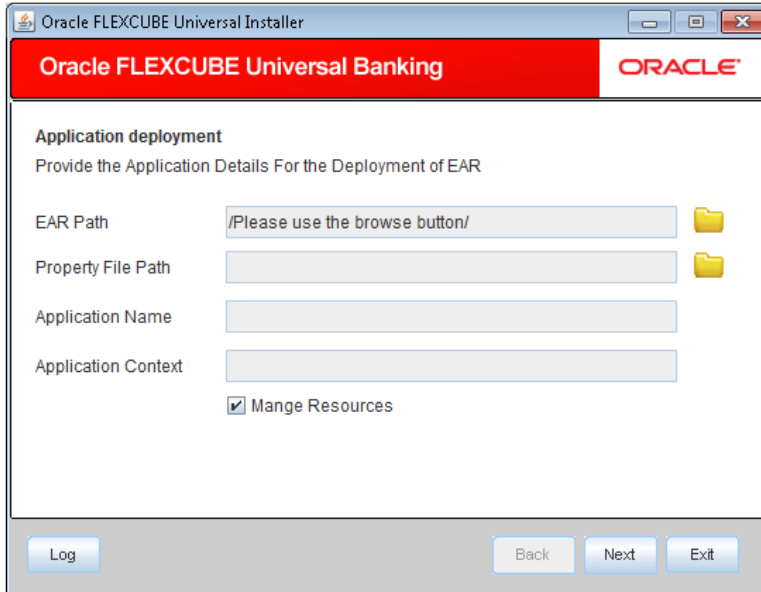 Oracle FLEXCUBE Universal Installer
Oracle FLEXCUBE Universal Banking
ORACLE
Application deployment
Provide the Application Details For the Deployment of EAR
EAR Path
/Please use the browse button/
Property File Path
Application Name
Application Context
Mange Resources
Log
Back
Next
Exit